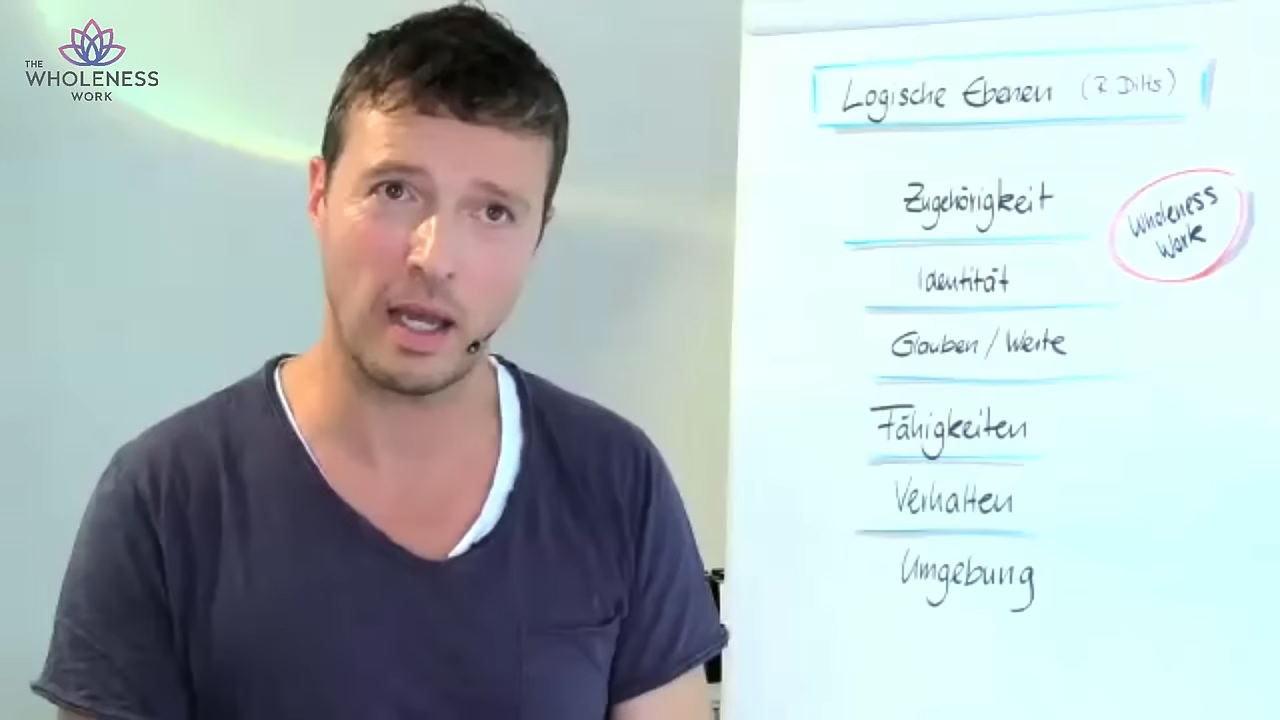 THE
WHOLENESS
WORK
Logische Ebenen (R Dilts)
Zugehörigkeit
Wholeness
Work
Identität
Glauben / Werte
Fähigkeiten
Verhalten
Umgebung